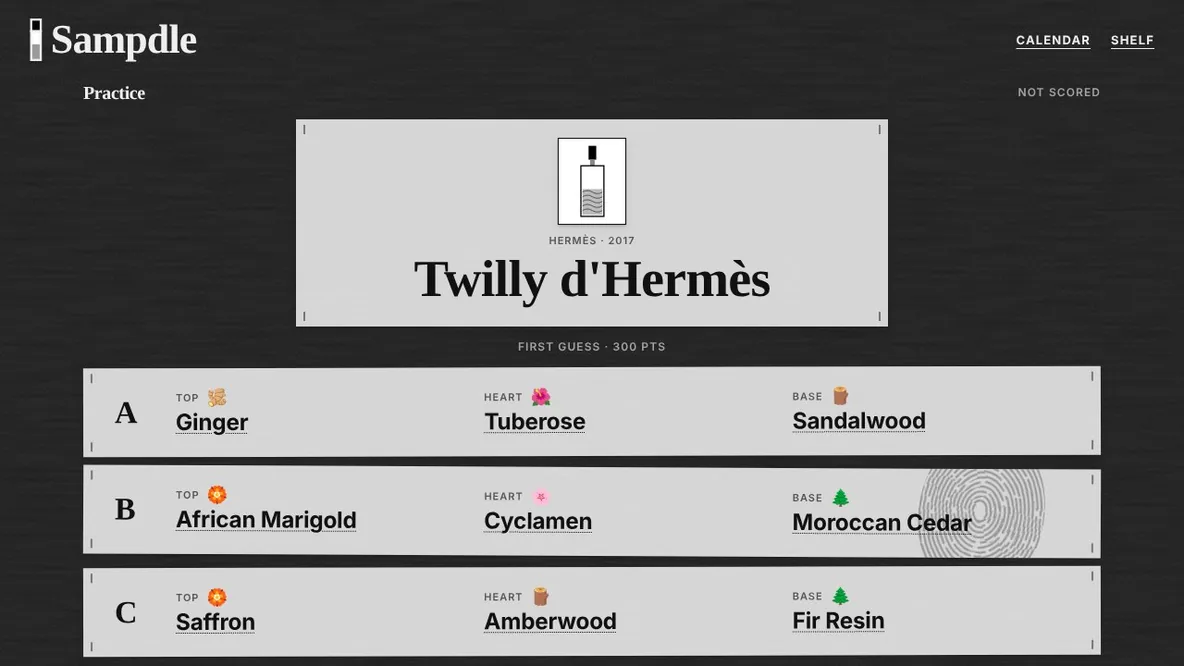 Sampdle
CALENDAR SHELF
Practice
NOT SCORED
HERMÈS · 2017
Twilly d'Hermès
FIRST GUESS · 300 PTS
A
TOP
Ginger
HEART
Tuberose
BASE
Sandalwood
B
TOP
African Marigold
HEART
Cyclamen
BASE
Moroccan Cedar
C
TOP
Saffron
HEART
Amberwood
BASE
Fir Resin